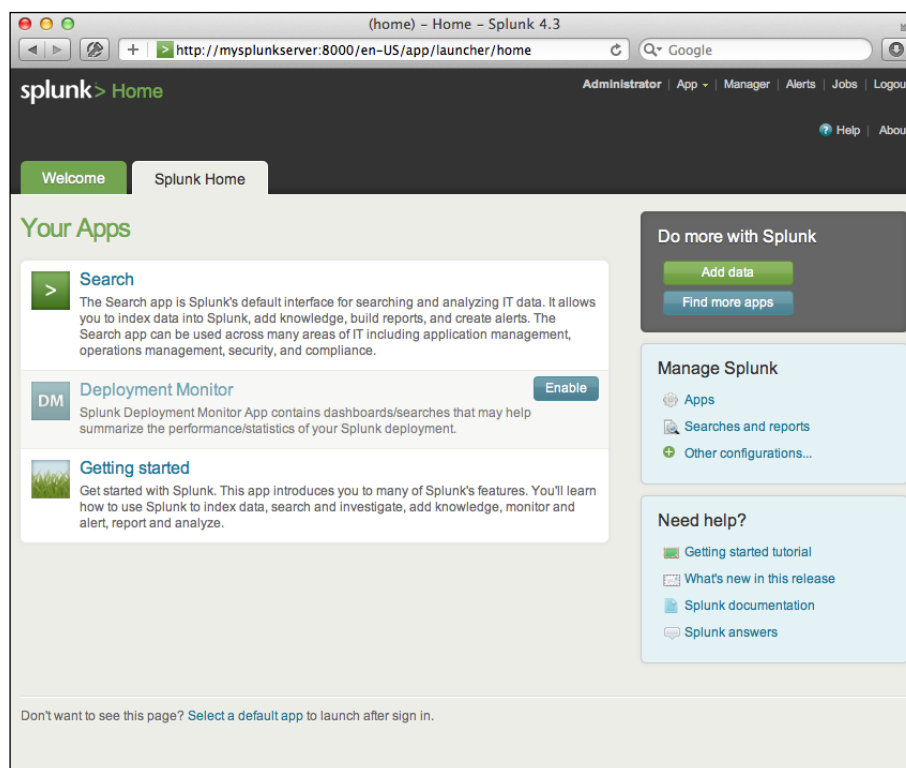 (home) – Home – Splunk 4.3
http://mysplunkserver:8000/en-US/app/launcher/home
Google
splunk> Home
Administrator | App | Manager | Alerts | Jobs | Logou
? Help | Abou
Welcome
Splunk Home
Your Apps
>
Search
The Search app is Splunk's default interface for searching and analyzing IT data. It allows
you to index data into Splunk, add knowledge, build reports, and create alerts. The
Search app can be used across many areas of IT including application management,
operations management, security, and compliance.
DM
Deployment Monitor
Enable
Splunk Deployment Monitor App contains dashboards/searches that may help
summarize the performance/statistics of your Splunk deployment.
Getting started
Get started with Splunk. This app introduces you to many of Splunk's features. You'll learn
how to use Splunk to index data, search and investigate, add knowledge, monitor and
alert, report and analyze.
Do more with Splunk
Add data
Find more apps
Manage Splunk
Apps
Searches and reports
Other configurations...
Need help?
Getting started tutorial
What's new in this release
Splunk documentation
Splunk answers
Don't want to see this page? Select a default app to launch after sign in.